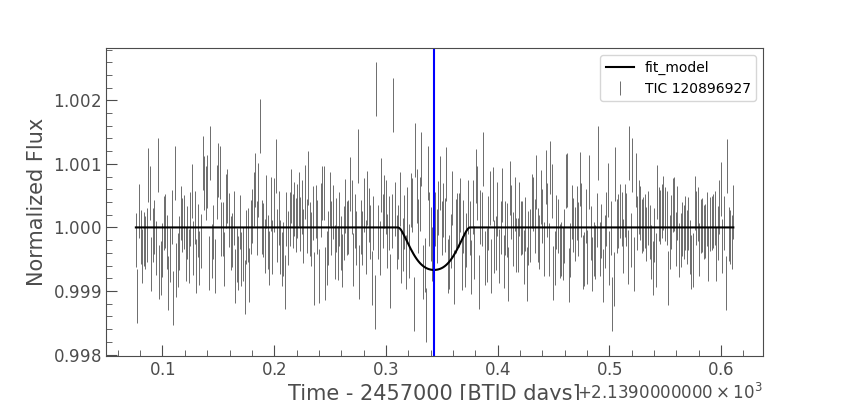 fit_model
TIC 120896927
Normalized Flux
1.002
1.001
1.000
0.999
0.998
0.1 0.2 0.3 0.4 0.5 0.6
Time - 2457000 [BTJD days]
+2.1390000000 × 10³